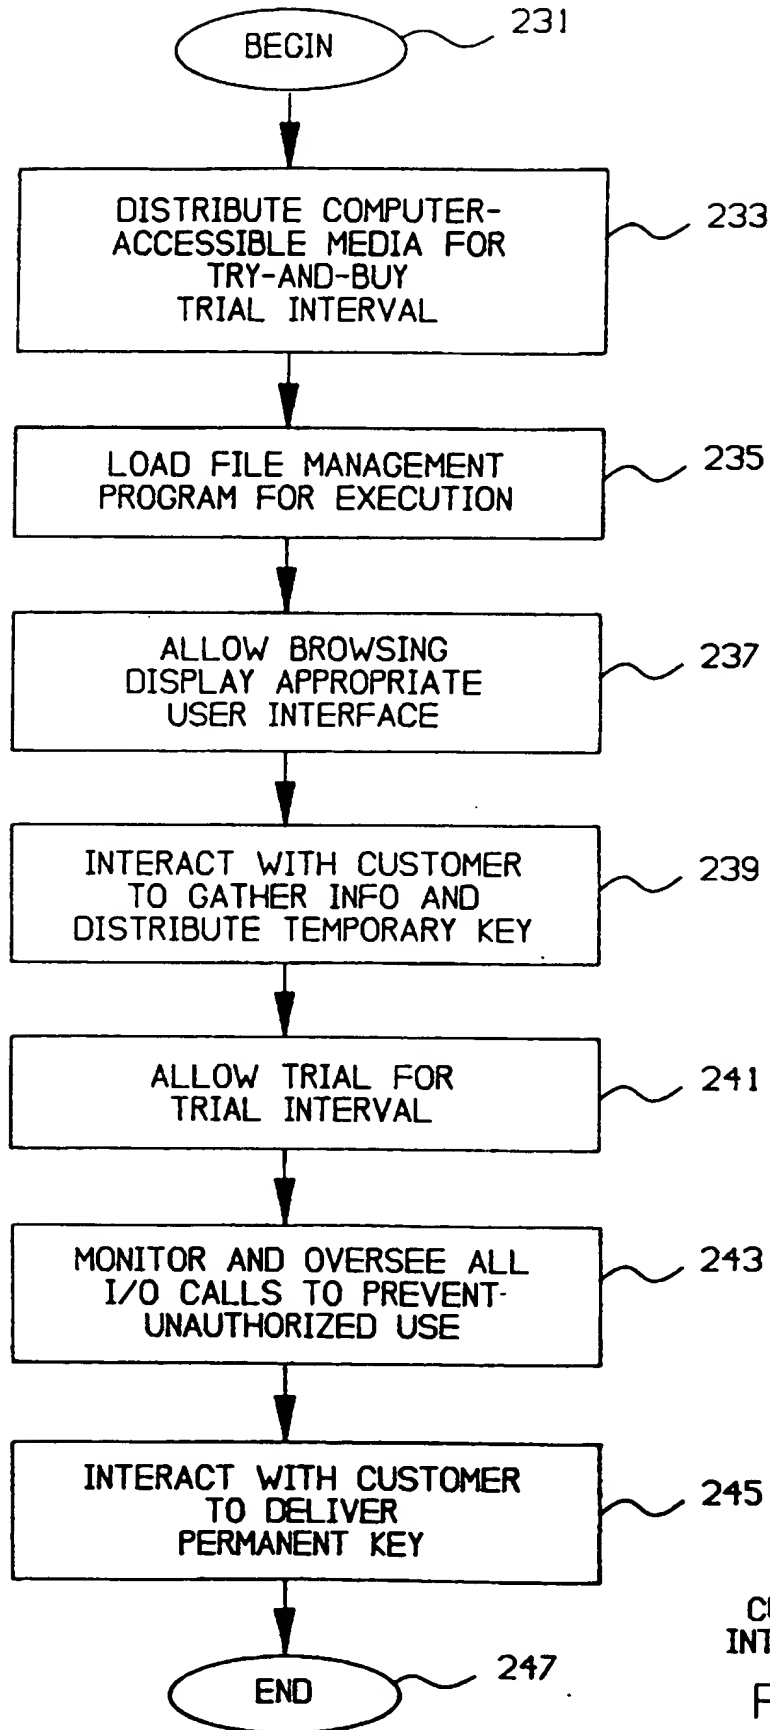 BEGIN
231
DISTRIBUTE COMPUTER-
ACCESSIBLE MEDIA FOR
TRY-AND-BUY
TRIAL INTERVAL
233
LOAD FILE MANAGEMENT
PROGRAM FOR EXECUTION
235
ALLOW BROWSING
DISPLAY APPROPRIATE
USER INTERFACE
237
INTERACT WITH CUSTOMER
TO GATHER INFO AND
DISTRIBUTE TEMPORARY KEY
239
ALLOW TRIAL FOR
TRIAL INTERVAL
241
MONITOR AND OVERSEE ALL
I/O CALLS TO PREVENT
UNAUTHORIZED USE
243
INTERACT WITH CUSTOMER
TO DELIVER
PERMANENT KEY
245
END
247